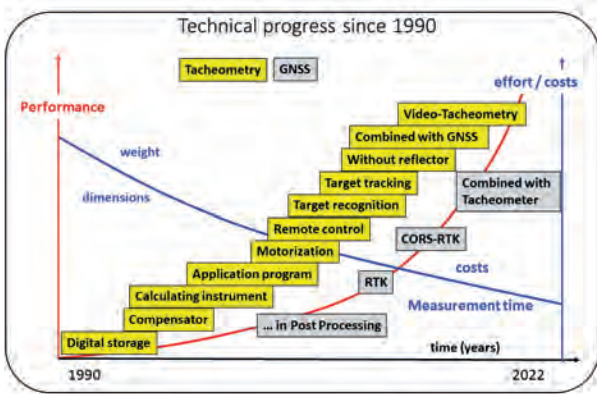 Technical progress since 1990
Tacheometry
GNSS
effort / costs
Performance
Video-Tacheometry
Combined with GNSS
weight
Without reflector
Target tracking
Combined with
Tacheometer
dimensions
Target recognition
Remote control
CORS-RTK
Motorization
costs
Application program
RTK
Calculating instrument
Measurement time
Compensator
... in Post Processing
Digital storage
time (years)
1990
2022